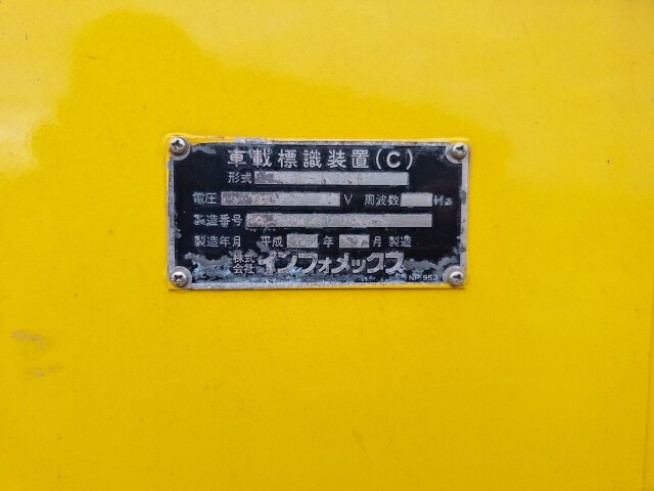 車載標識装置(C)
形式
電圧 V 周波数 Hz
製造番号
製造年月 平成 年 月 製造
株式会社 インフォメックス
NP-953